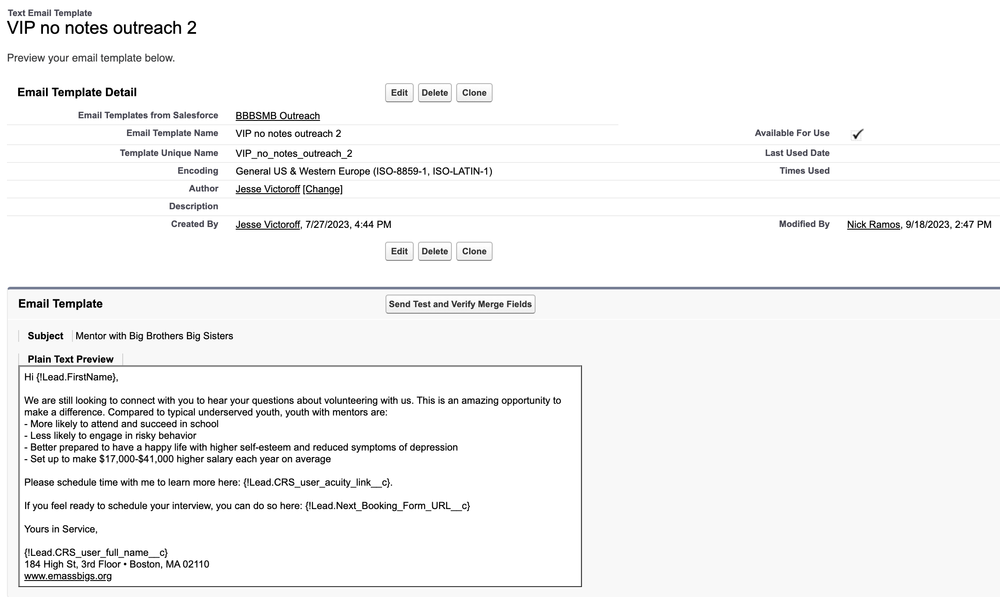 Text Email Template
VIP no notes outreach 2
Preview your email template below.
Email Template Detail
Edit Delete Clone
Email Templates from Salesforce BBBSMB Outreach
Email Template Name VIP no notes outreach 2 Available For Use
Template Unique Name VIP_no_notes_outreach_2 Last Used Date
Encoding General US & Western Europe (ISO-8859-1, ISO-LATIN-1) Times Used
Author Jesse Victoroff [Change]
Description
Created By Jesse Victoroff, 7/27/2023, 4:44 PM Modified By Nick Ramos, 9/18/2023, 2:47 PM
Edit Delete Clone
Email Template Send Test and Verify Merge Fields
Subject Mentor with Big Brothers Big Sisters
Plain Text Preview
Hi {!Lead.FirstName},
We are still looking to connect with you to hear your questions about volunteering with us. This is an amazing opportunity to
make a difference. Compared to typical underserved youth, youth with mentors are:
- More likely to attend and succeed in school
- Less likely to engage in risky behavior
- Better prepared to have a happy life with higher self-esteem and reduced symptoms of depression
- Set up to make $17,000-$41,000 higher salary each year on average
Please schedule time with me to learn more here: {!Lead.CRS_user_acuity_link__c}.
If you feel ready to schedule your interview, you can do so here: {!Lead.Next_Booking_Form_URL__c}
Yours in Service,
{!Lead.CRS_user_full_name__c}
184 High St, 3rd Floor • Boston, MA 02110
www.emassbigs.org